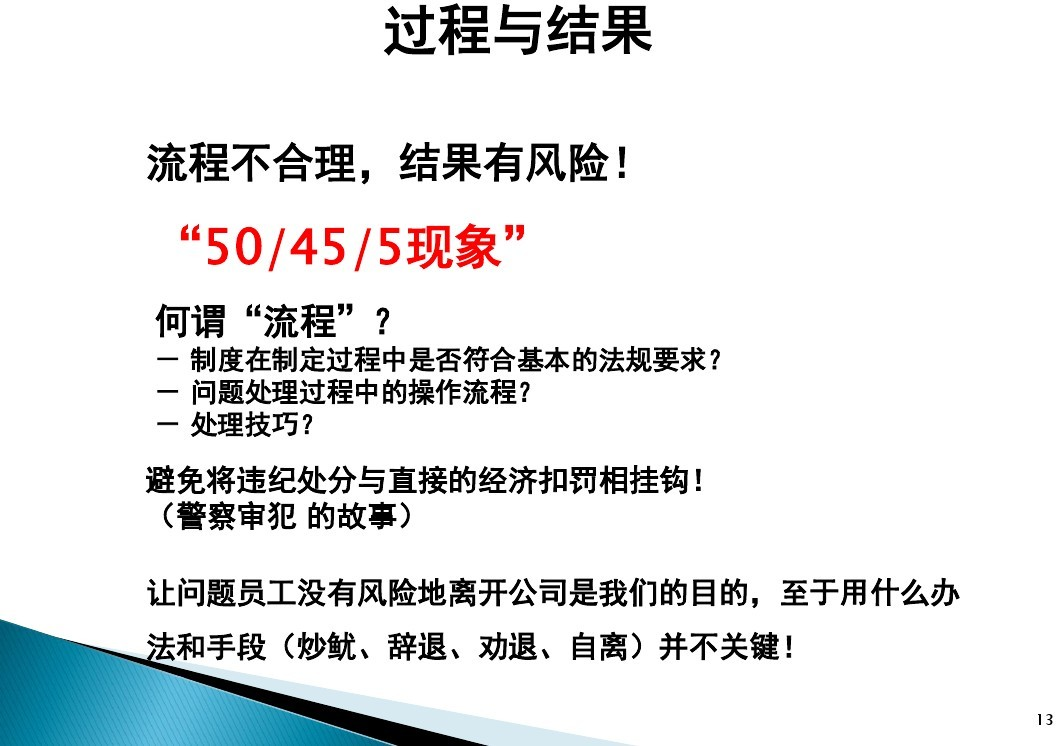 过程与结果
流程不合理，结果有风险！
“50/45/5现象”
何谓“流程”？
－ 制度在制定过程中是否符合基本的法规要求？
－ 问题处理过程中的操作流程？
－ 处理技巧？
避免将违纪处分与直接的经济扣罚相挂钩！
（警察审犯 的故事）
让问题员工没有风险地离开公司是我们的目的，至于用什么办
法和手段（炒鱿、辞退、劝退、自离）并不关键！
13